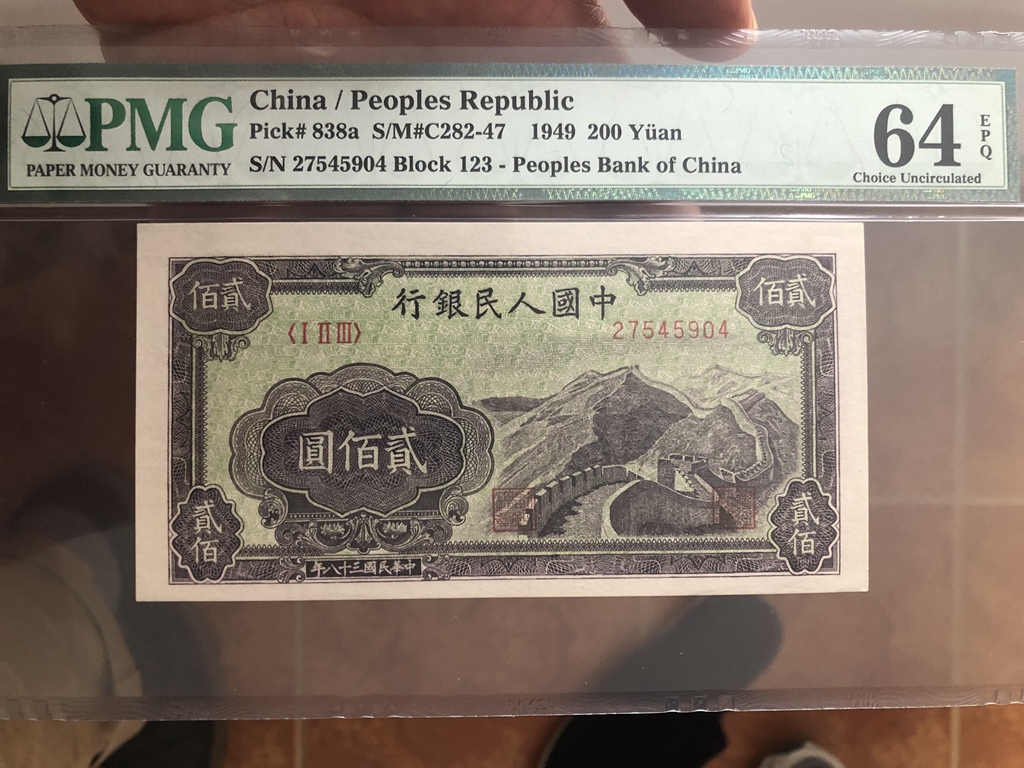 PMG
PAPER MONEY GUARANTY
China / Peoples Republic
Pick# 838a S/M#C282-47 1949 200 Yüan
S/N 27545904 Block 123 - Peoples Bank of China
64
EPQ
Choice Uncirculated
佰貳
行銀民人國中
佰貳
〈I II III〉
27545904
圓佰貳
貳佰
貳佰
年八十三國民華中